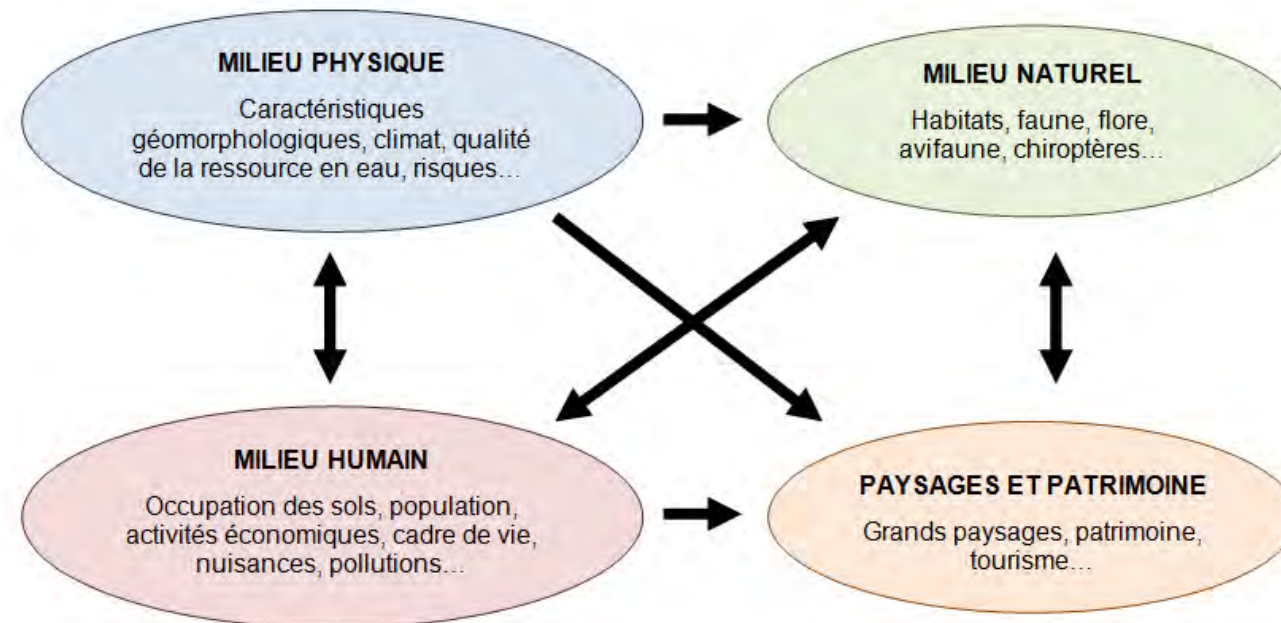 MILIEU PHYSIQUE
Caractéristiques
géomorphologiques, climat, qualité
de la ressource en eau, risques…
MILIEU NATUREL
Habitats, faune, flore,
avifaune, chiroptères…
MILIEU HUMAIN
Occupation des sols, population,
activités économiques, cadre de vie,
nuisances, pollutions…
PAYSAGES ET PATRIMOINE
Grands paysages, patrimoine,
tourisme…